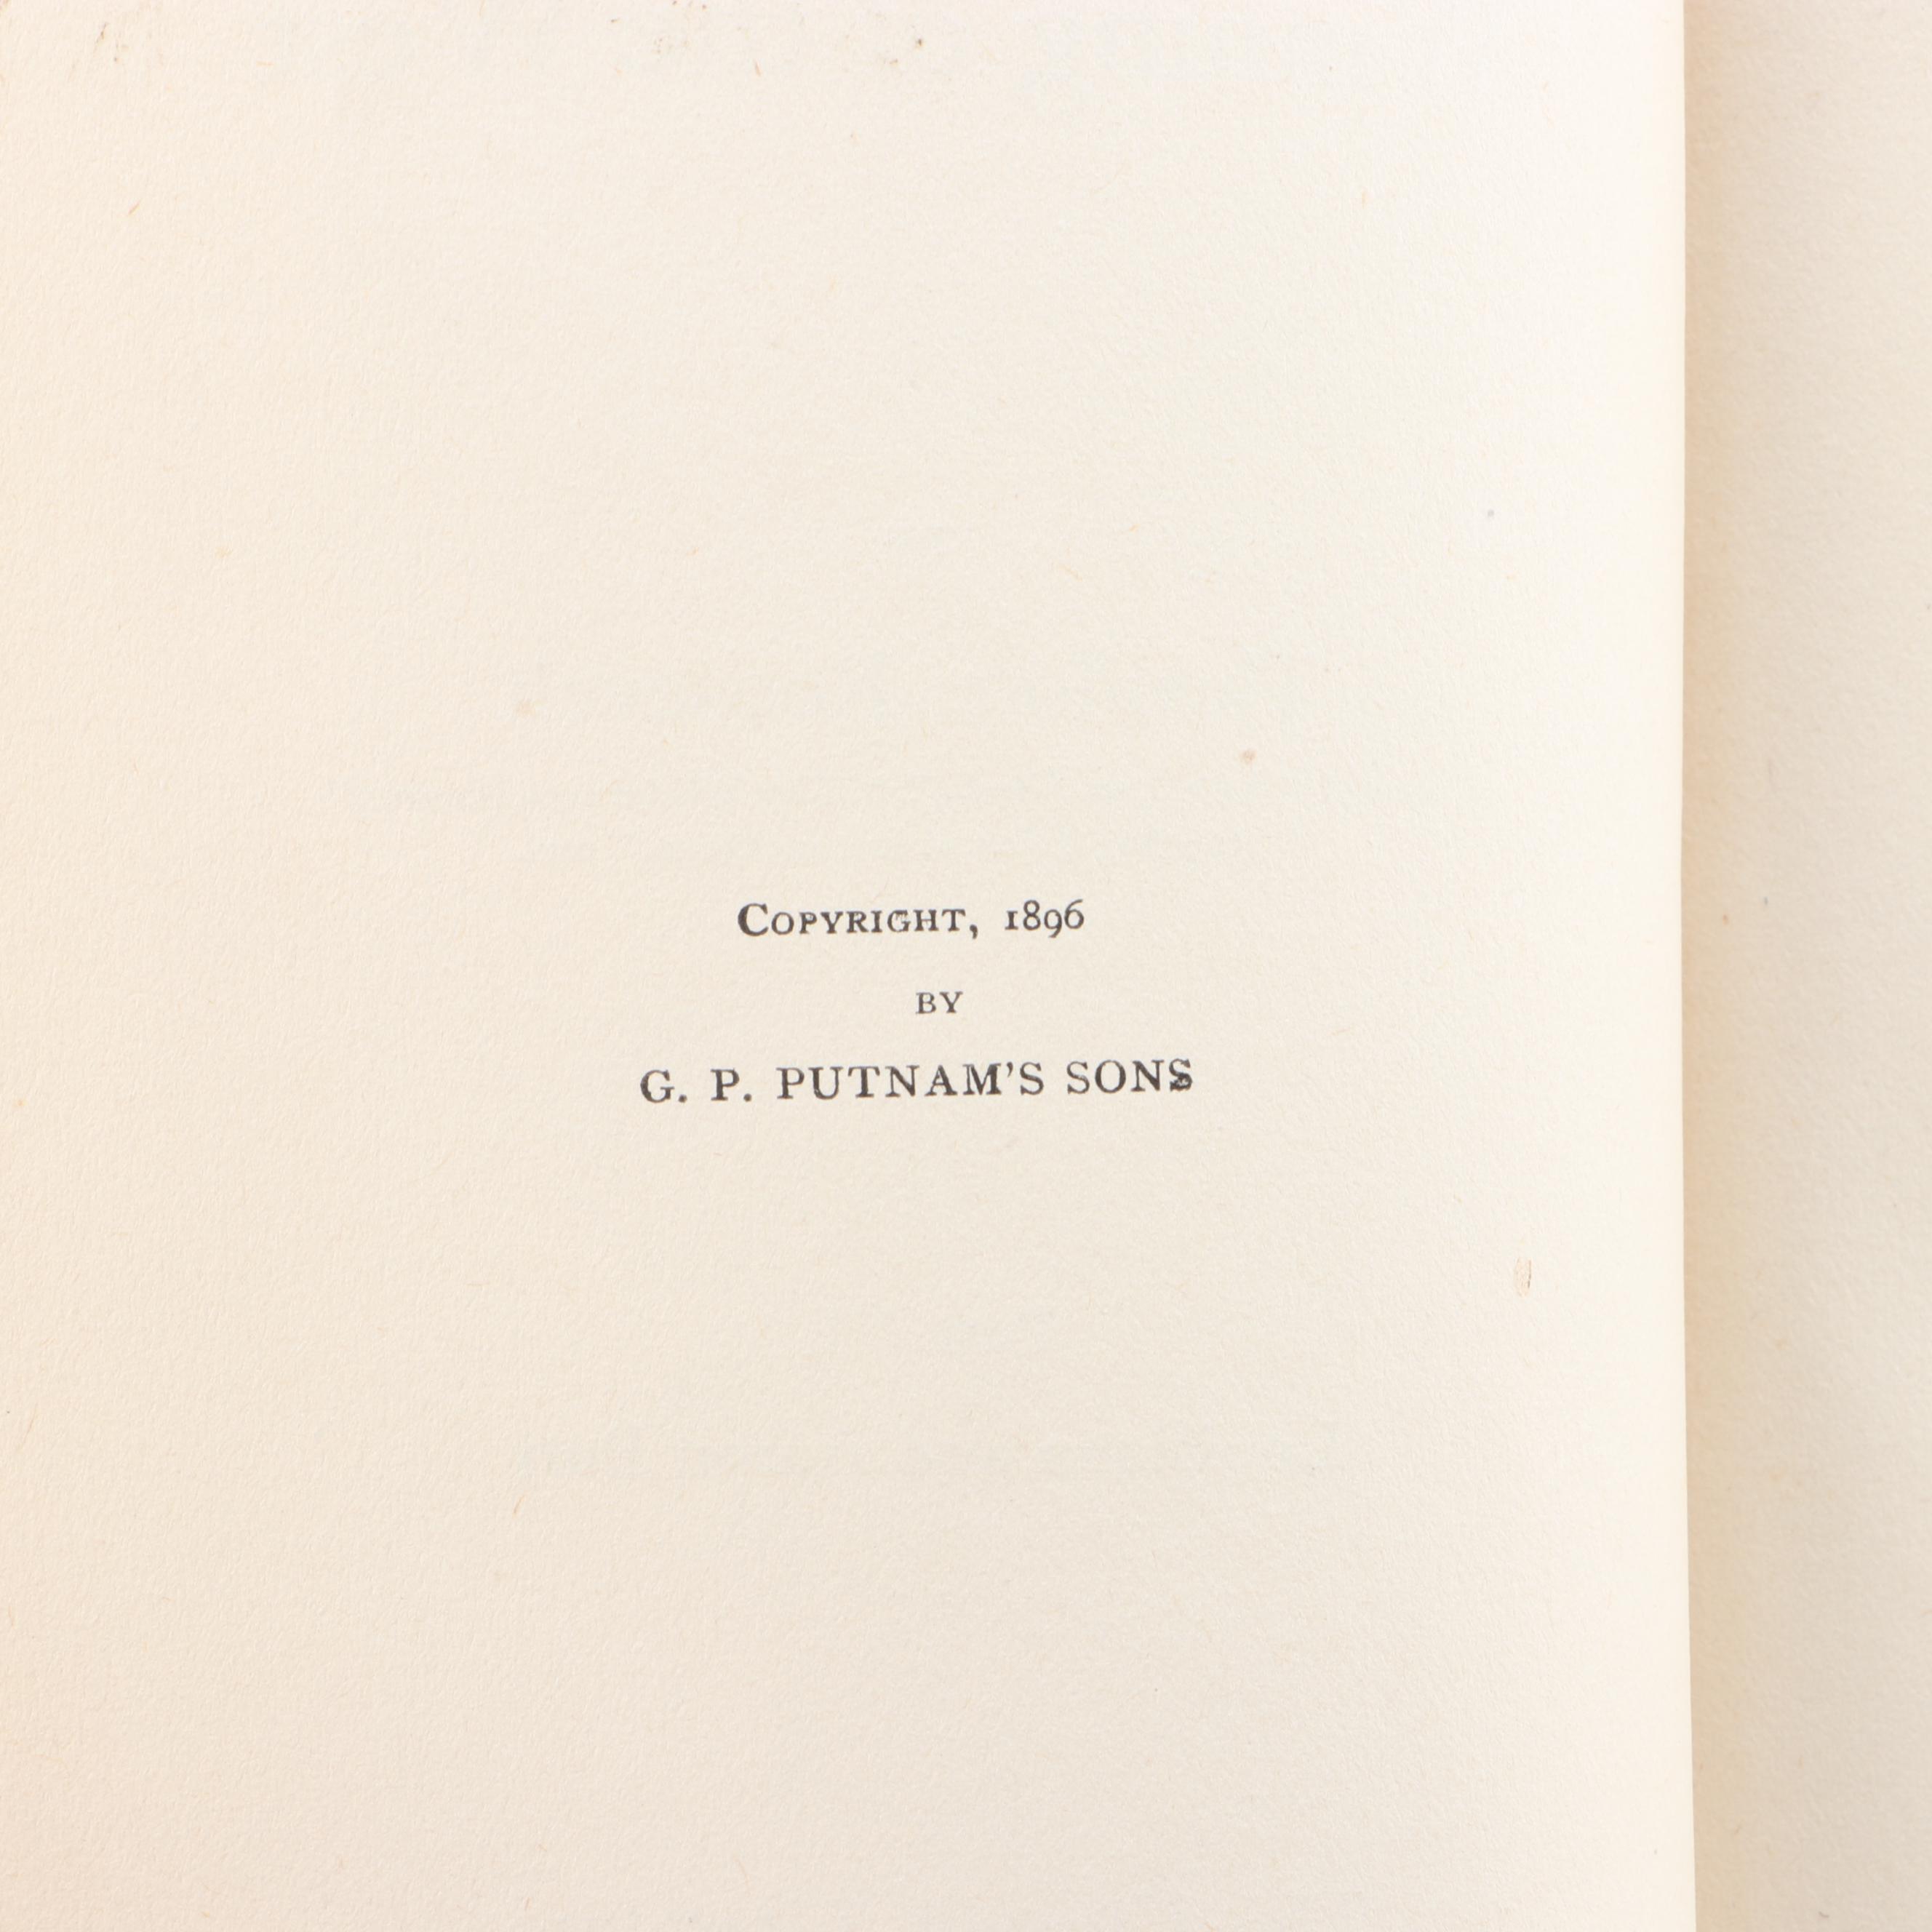 Copyright, 1896
BY
G. P. PUTNAM'S SONS